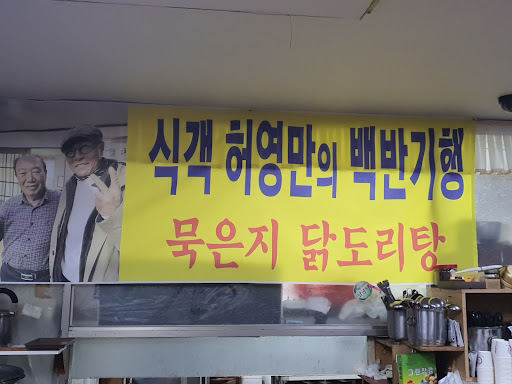 식객 허영만의 백반기행
묵은지 닭도리탕